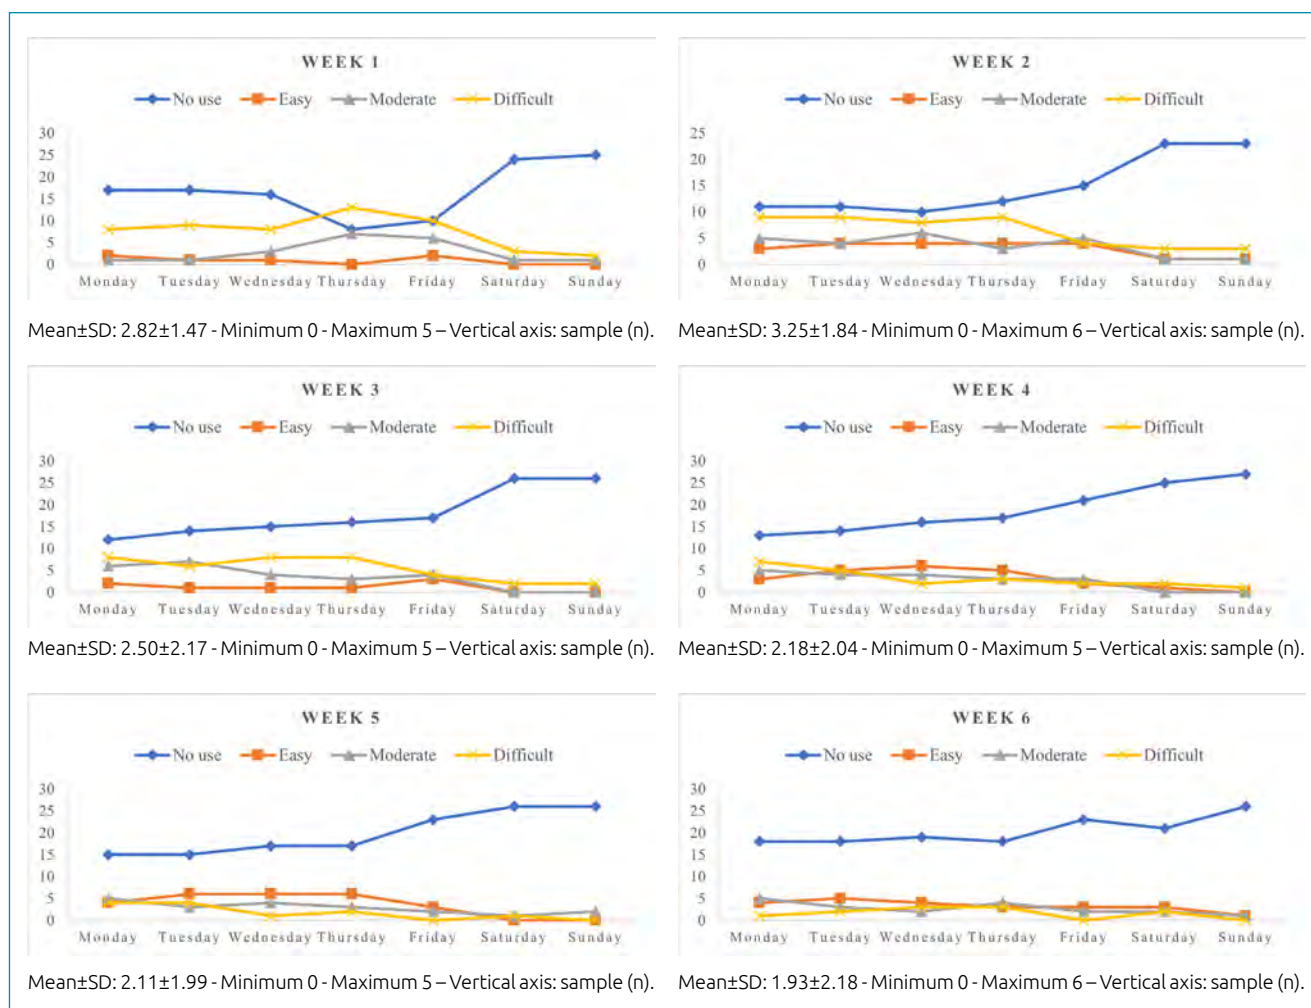 WEEK 1
No use Easy Moderate Difficult
30
25
20
15
10
5
0
Monday Tuesday Wednesday Thursday Friday Saturday Sunday
Mean±SD: 2.82±1.47 - Minimum 0 - Maximum 5 – Vertical axis: sample (n).
WEEK 2
No use Easy Moderate Difficult
25
20
15
10
5
0
Monday Tuesday Wednesday Thursday Friday Saturday Sunday
Mean±SD: 3.25±1.84 - Minimum 0 - Maximum 6 – Vertical axis: sample (n).
WEEK 3
No use Easy Moderate Difficult
30
25
20
15
10
5
0
Monday Tuesday Wednesday Thursday Friday Saturday Sunday
Mean±SD: 2.50±2.17 - Minimum 0 - Maximum 5 – Vertical axis: sample (n).
WEEK 4
No use Easy Moderate Difficult
30
25
20
15
10
5
0
Monday Tuesday Wednesday Thursday Friday Saturday Sunday
Mean±SD: 2.18±2.04 - Minimum 0 - Maximum 5 – Vertical axis: sample (n).
WEEK 5
No use Easy Moderate Difficult
30
25
20
15
10
5
0
Monday Tuesday Wednesday Thursday Friday Saturday Sunday
Mean±SD: 2.11±1.99 - Minimum 0 - Maximum 5 – Vertical axis: sample (n).
WEEK 6
No use Easy Moderate Difficult
30
25
20
15
10
5
0
Monday Tuesday Wednesday Thursday Friday Saturday Sunday
Mean±SD: 1.93±2.18 - Minimum 0 - Maximum 6 – Vertical axis: sample (n).